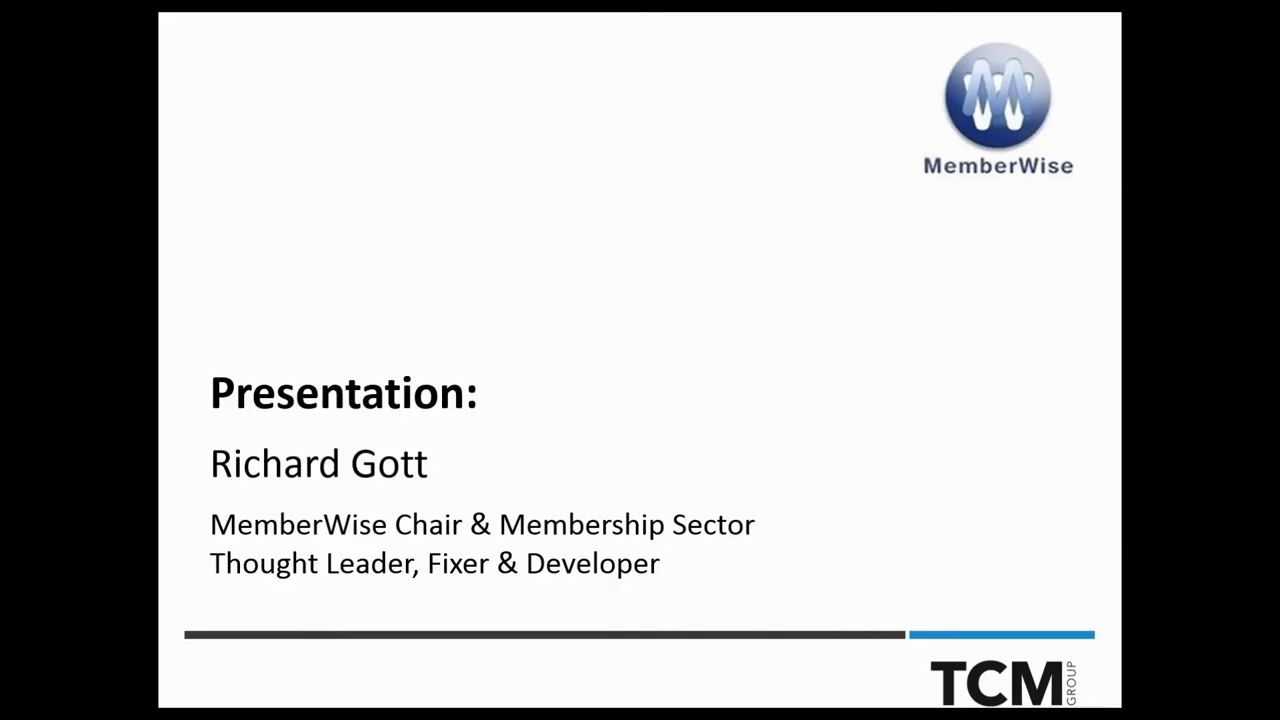 MemberWise
Presentation:
Richard Gott
MemberWise Chair & Membership Sector
Thought Leader, Fixer & Developer
TCM GROUP